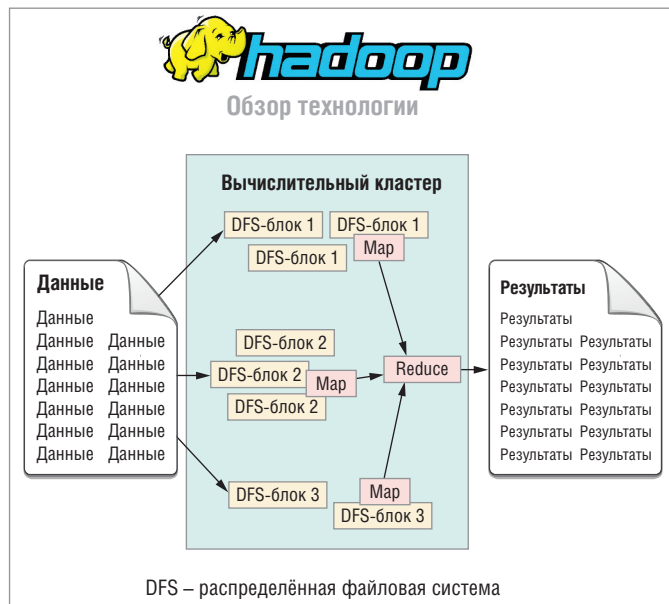 hadoop
Обзор технологии
Вычислительный кластер
DFS-блок 1
DFS-блок 1
DFS-блок 1
Map
Данные
Данные
Данные Данные
Данные Данные
Данные Данные
Данные Данные
Данные Данные
Данные Данные
DFS-блок 2
DFS-блок 2
Map
DFS-блок 2
Reduce
DFS-блок 3
Map
DFS-блок 3
Результаты
Результаты
Результаты Результаты
Результаты Результаты
Результаты Результаты
Результаты Результаты
Результаты Результаты
Результаты Результаты
DFS – распределённая файловая система